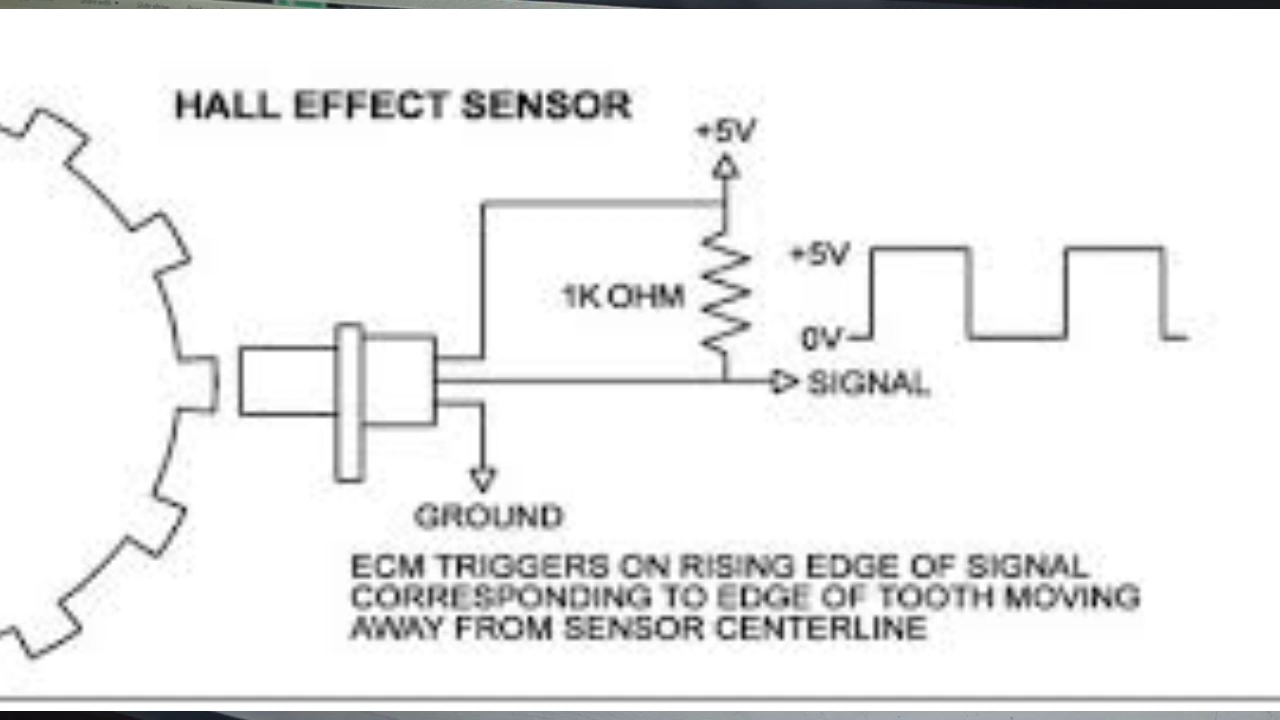 HALL EFFECT SENSOR
+5V
1K OHM
+5V
0V
SIGNAL
GROUND
ECM TRIGGERS ON RISING EDGE OF SIGNAL
CORRESPONDING TO EDGE OF TOOTH MOVING
AWAY FROM SENSOR CENTERLINE